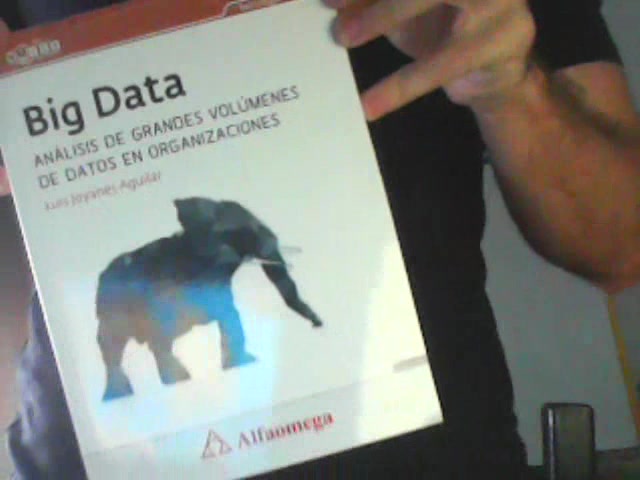 Big Data
ANÁLISIS DE GRANDES VOLÚMENES
DE DATOS EN ORGANIZACIONES
Luis Joyanes Aguilar
Alfaomega